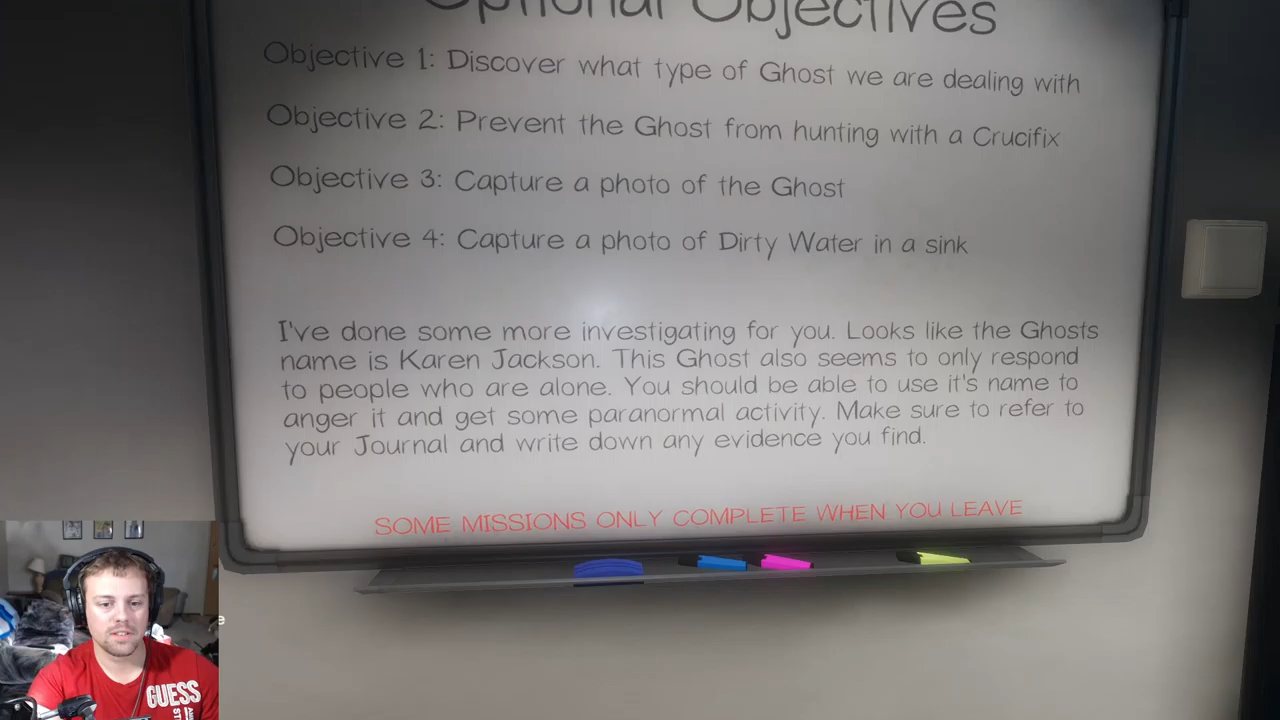 Optional Objectives
Objective 1: Discover what type of Ghost we are dealing with
Objective 2: Prevent the Ghost from hunting with a Crucifix
Objective 3: Capture a photo of the Ghost
Objective 4: Capture a photo of Dirty Water in a sink
I've done some more investigating for you. Looks like the Ghosts
name is Karen Jackson. This Ghost also seems to only respond
to people who are alone. You should be able to use it's name to
anger it and get some paranormal activity. Make sure to refer to
your Journal and write down any evidence you find.
SOME MISSIONS ONLY COMPLETE WHEN YOU LEAVE
GUESS